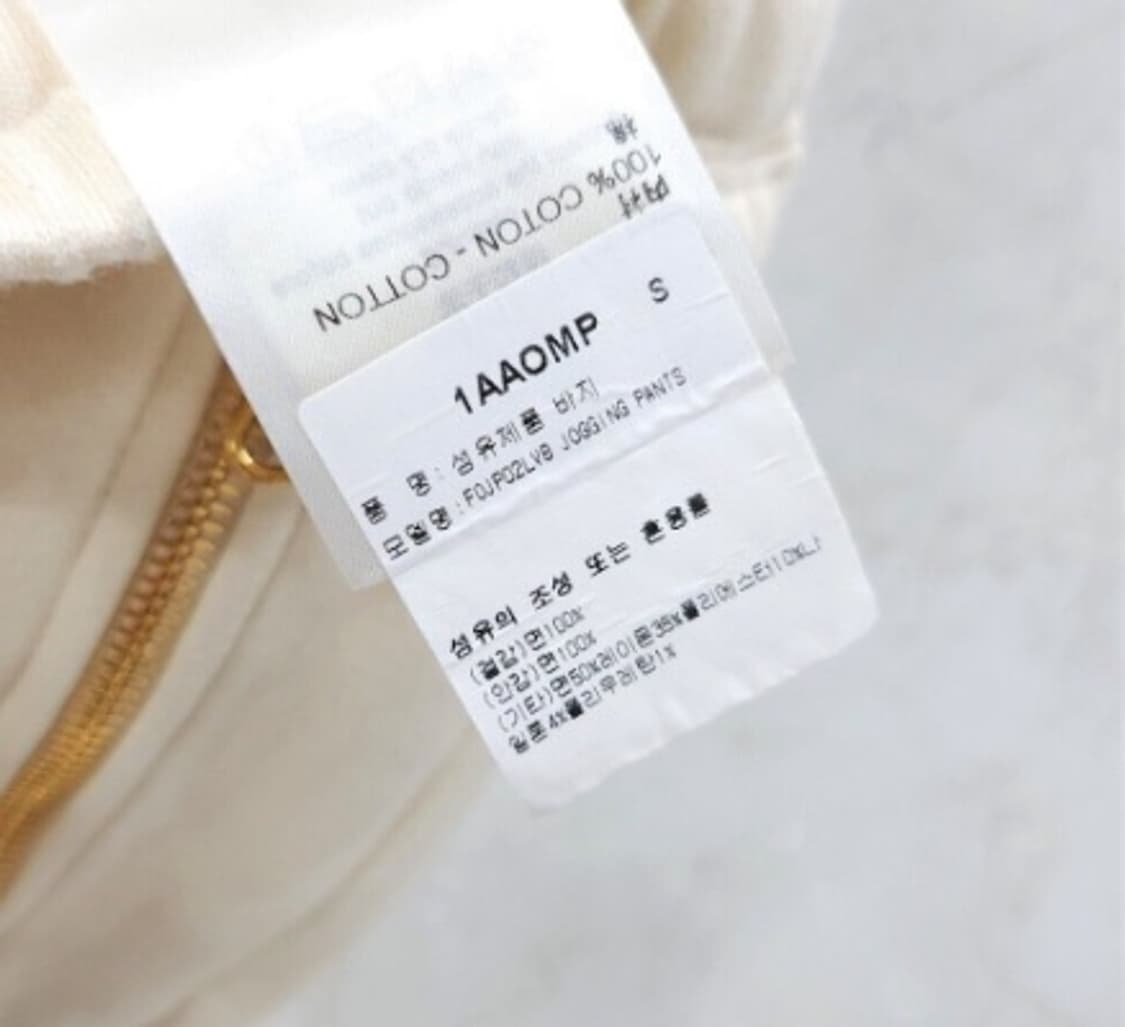 棉
100% COTON - COTTON
1AAOMP S
품 명: 섬유제품 바지
모델명: FOJP02LVB JOGGING PANTS
섬유의 조성 또는 혼용률
(겉감)면100%
(안감)면100%
(기타)면50%레이온35%폴리에스터10%나
일론4%폴리우레탄1%